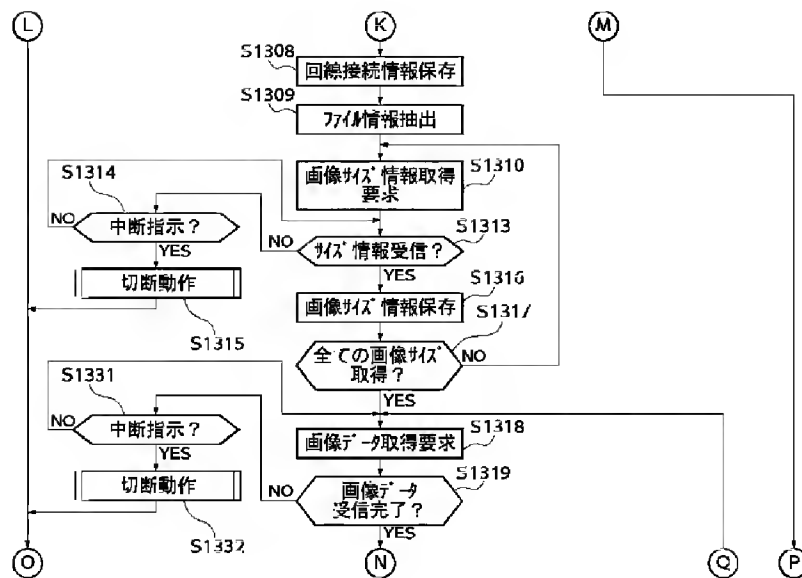 L
K
M
S1308
回線接続情報保存
S1309
ファイル情報抽出
S1314
画像サイズ情報取得
要求
S1310
NO
中断指示？
YES
NO
サイズ情報受信？
S1313
YES
切断動作
S1315
画像サイズ情報保存
S1316
S1317
全ての画像サイズ
取得？
NO
YES
S1331
NO
中断指示？
YES
画像データ取得要求
S1318
切断動作
S1332
NO
画像データ
受信完了？
S1319
YES
O
N
Q
P